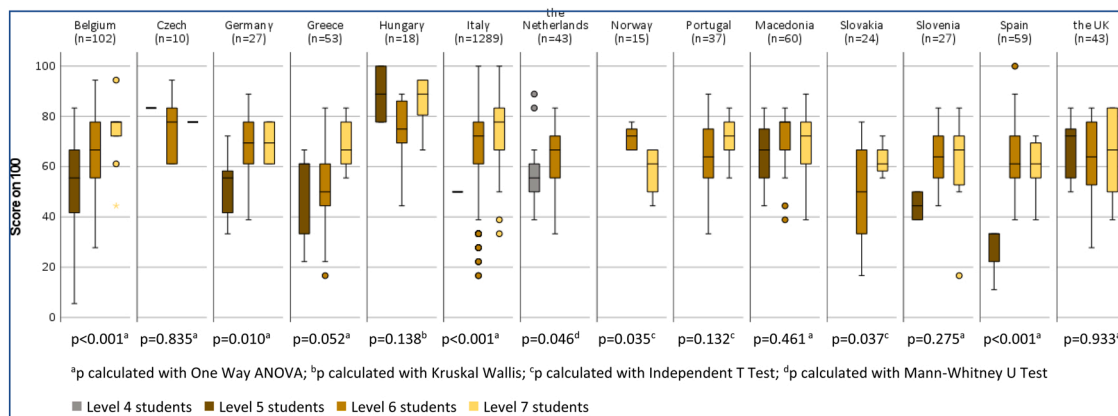 Belgium Czech Germany Greece Hungary Italy the Netherlands Norway Portugal Macedonia Slovakia Slovenia Spain the UK
(n=102) (n=10) (n=27) (n=53) (n=18) (n=1289) (n=43) (n=15) (n=37) (n=60) (n=24) (n=27) (n=59) (n=43)
Score on 100
100
80
60
40
20
0
p<0.001ᵃ p=0.835ᵃ p=0.010ᵃ p=0.052ᵃ p=0.138ᵇ p<0.001ᵃ p=0.046ᵈ p=0.035ᶜ p=0.132ᶜ p=0.461ᵃ p=0.037ᶜ p=0.275ᵃ p<0.001ᵃ p=0.933
ᵃp calculated with One Way ANOVA; ᵇp calculated with Kruskal Wallis; ᶜp calculated with Independent T Test; ᵈp calculated with Mann-Whitney U Test
Level 4 students Level 5 students Level 6 students Level 7 students